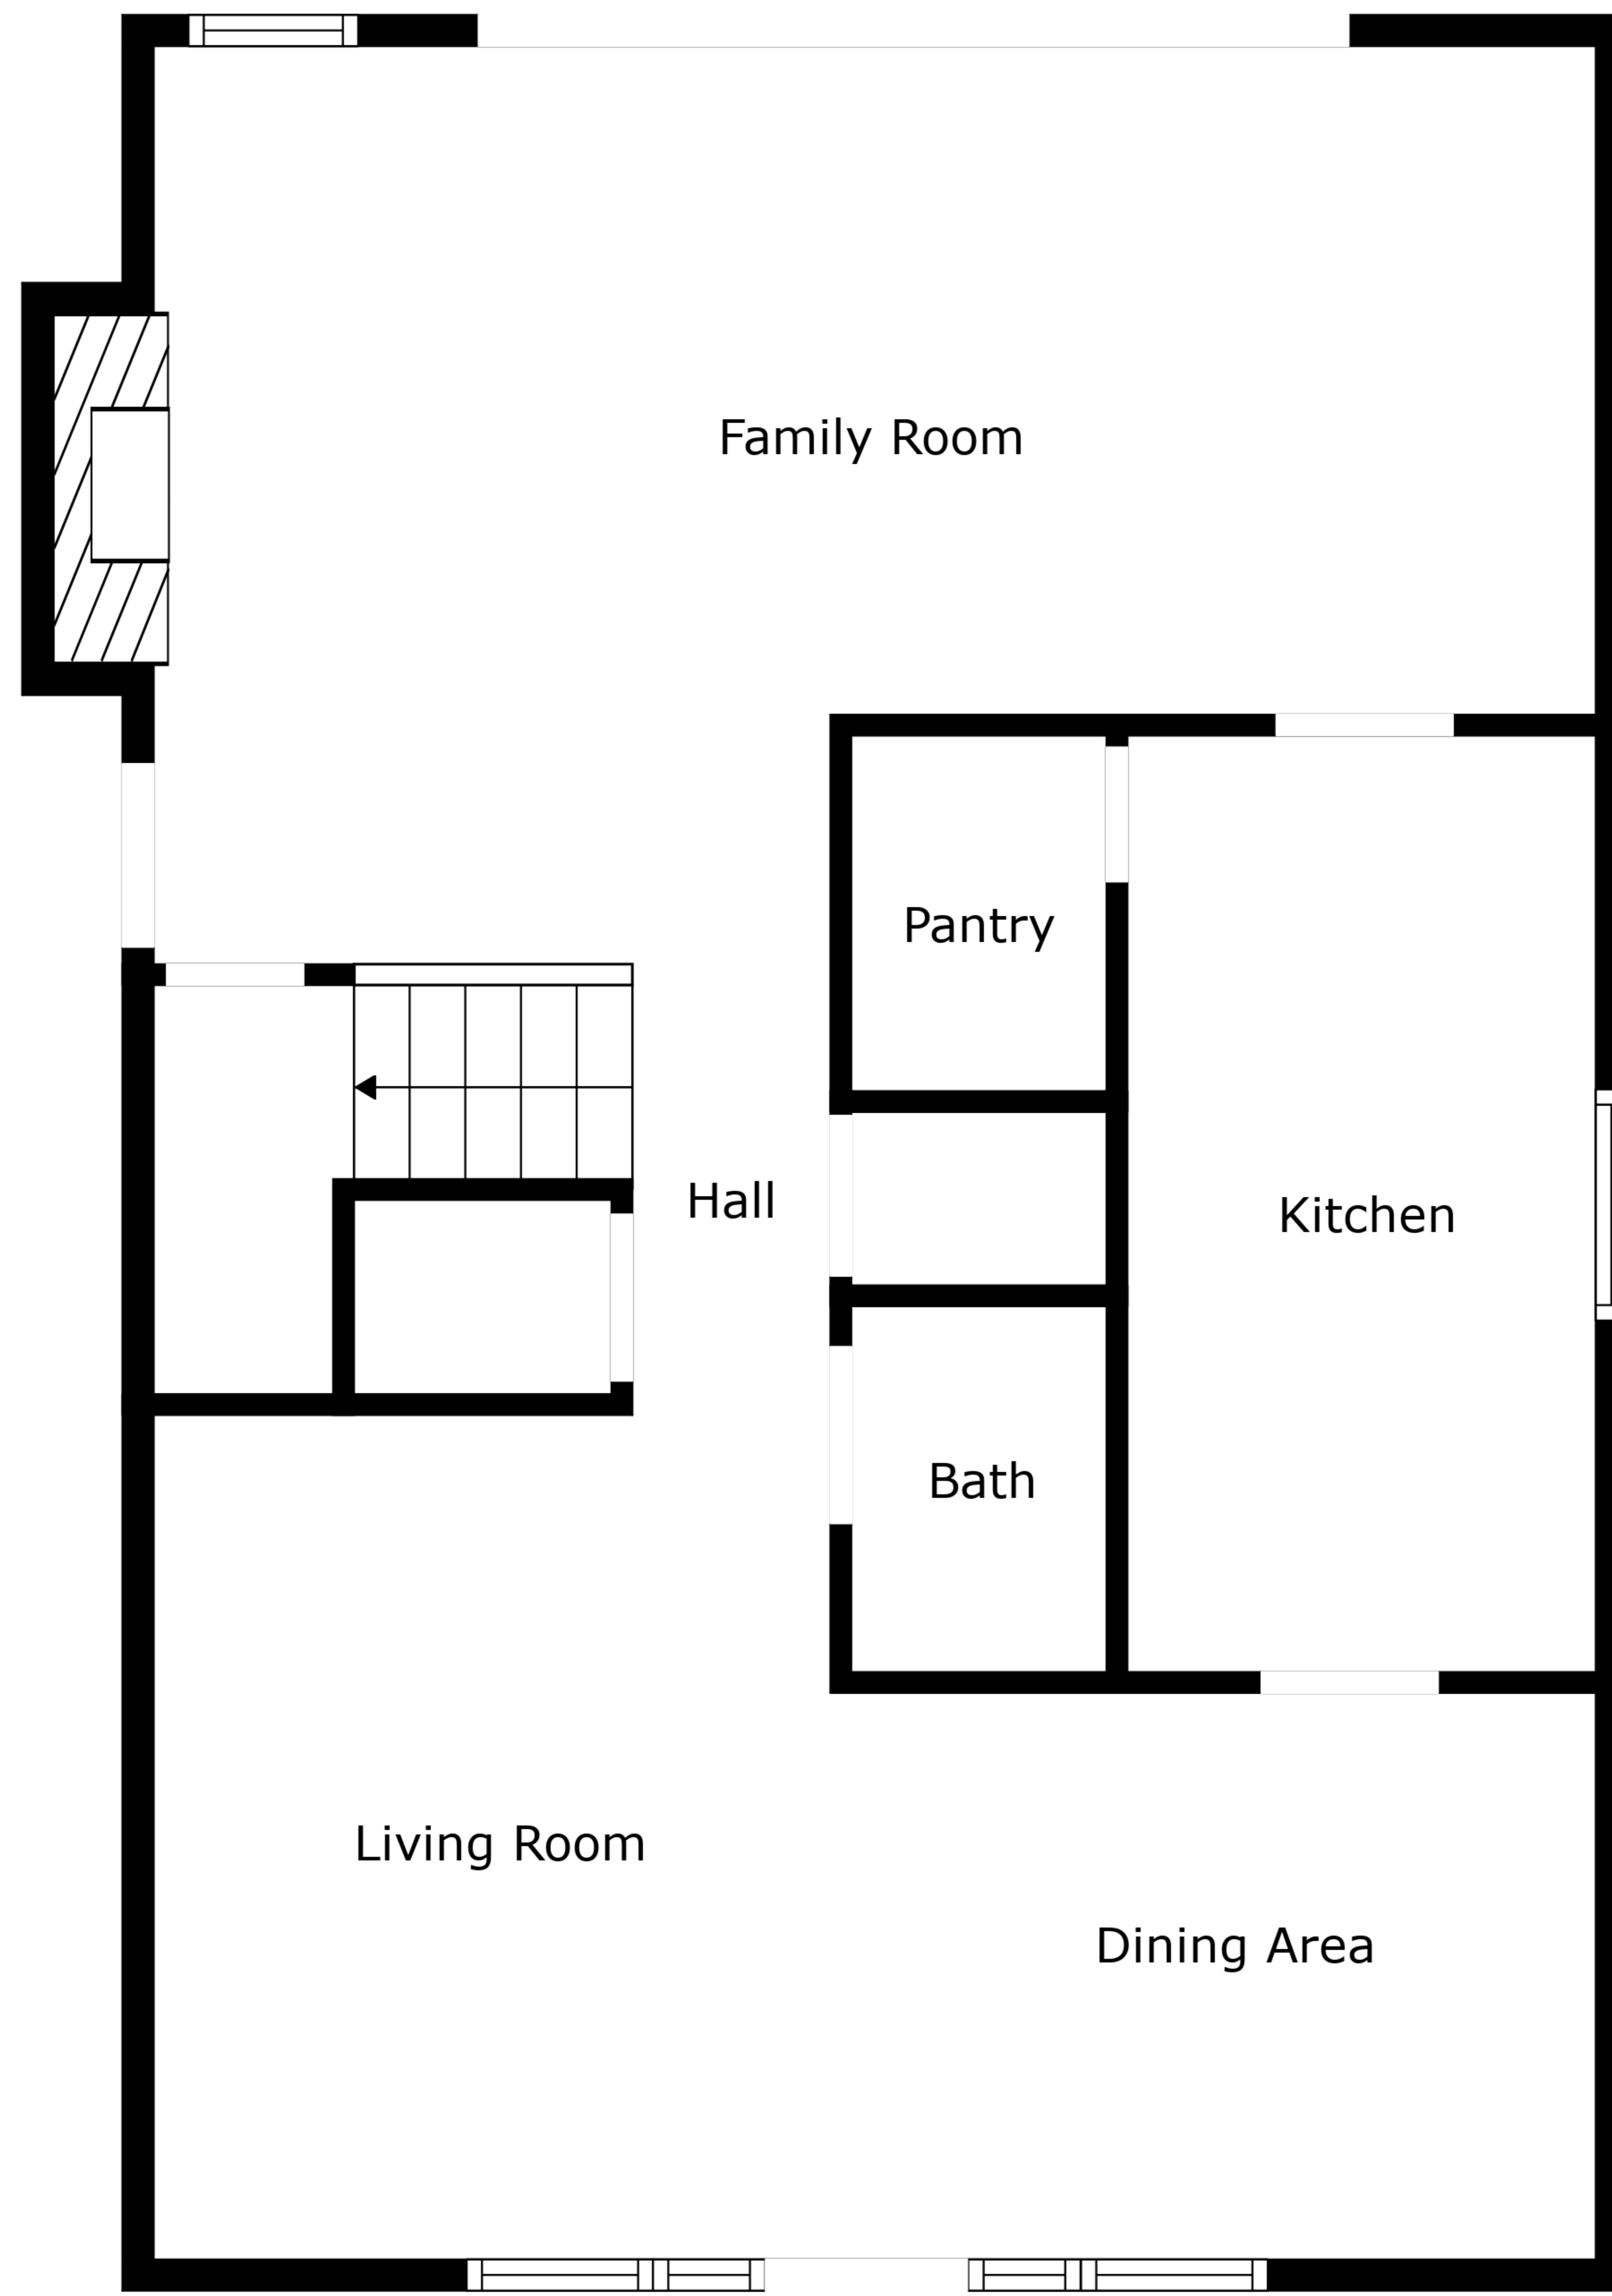 Family Room
Pantry
Hall
Kitchen
Bath
Living Room
Dining Area